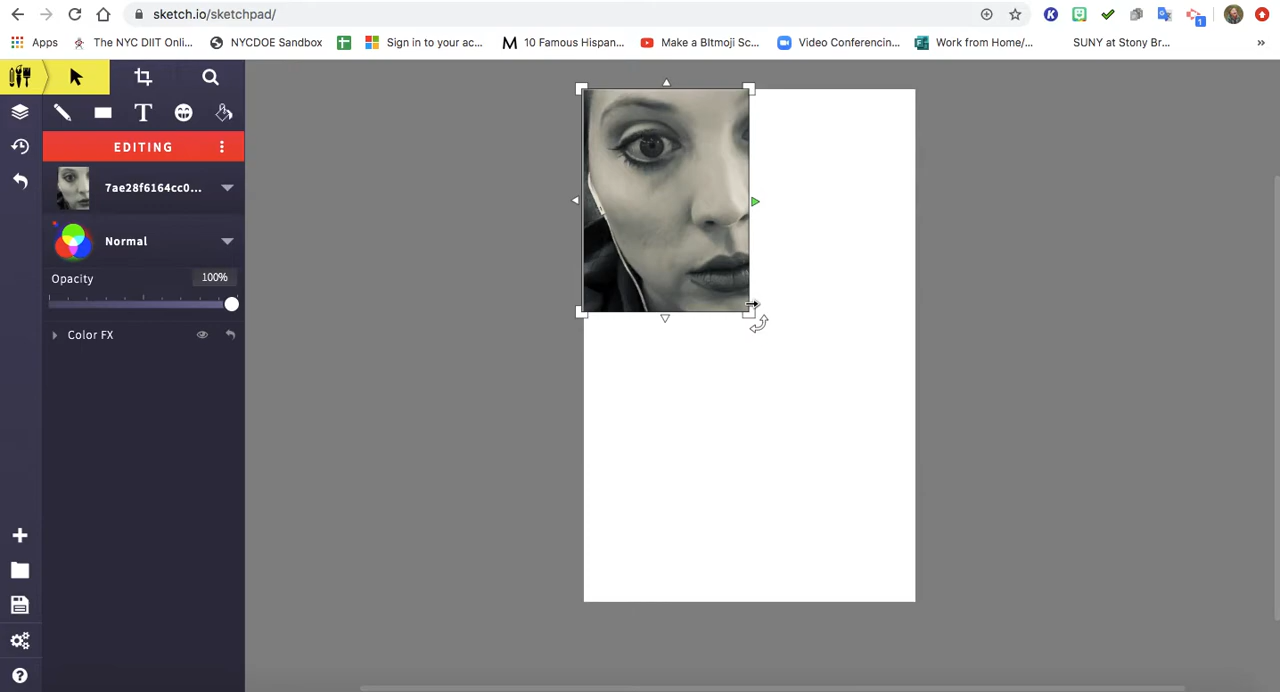 sketch.io/sketchpad/
Apps
The NYC DIIT Onli...
NYCDOE Sandbox
Sign in to your ac...
M 10 Famous Hispan...
Make a BItmoji Sc...
Video Conferencin...
Work from Home/...
SUNY at Stony Br...
»
K
1
T
EDITING
7ae28f6164cc0...
Normal
Opacity 100%
Color FX
?